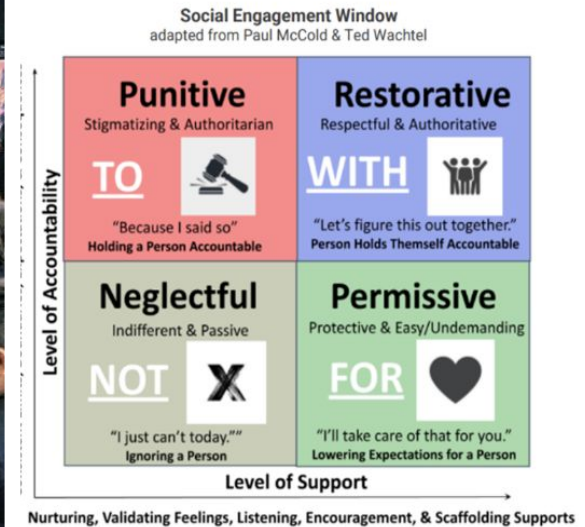 Social Engagement Window
adapted from Paul McCold & Ted Wachtel
Punitive
Stigmatizing & Authoritarian
TO
"Because I said so"
Holding a Person Accountable
Restorative
Respectful & Authoritative
WITH
"Let's figure this out together."
Person Holds Themself Accountable
Neglectful
Indifferent & Passive
NOT
X
"I just can't today.""
Ignoring a Person
Permissive
Protective & Easy/Undemanding
FOR
"I'll take care of that for you."
Lowering Expectations for a Person
Level of Accountability
Level of Support
Nurturing, Validating Feelings, Listening, Encouragement, & Scaffolding Supports